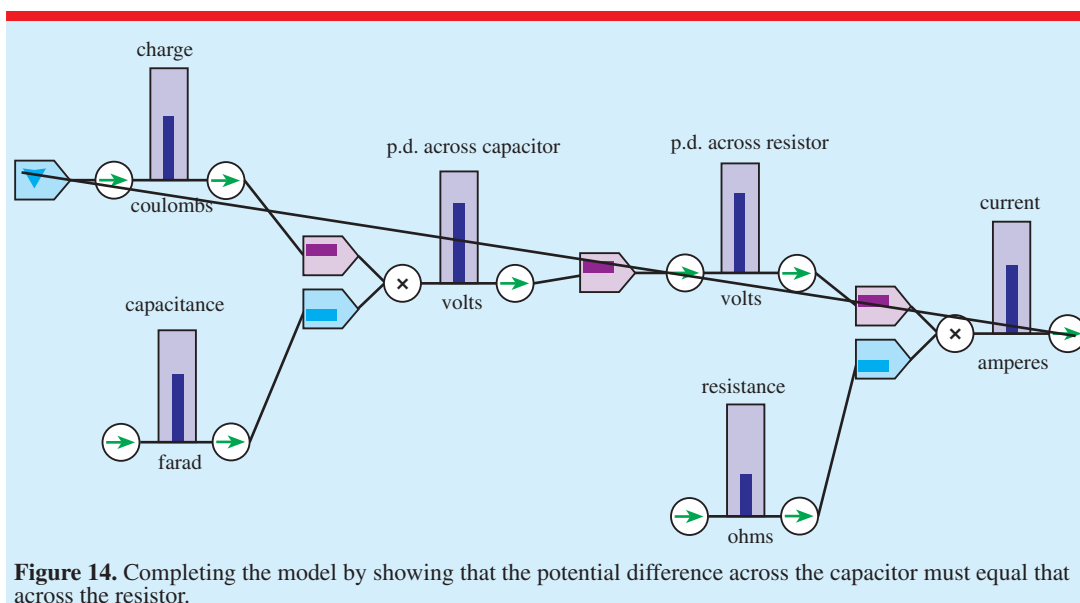 charge
coulombs
p.d. across capacitor
volts
p.d. across resistor
volts
current
amperes
capacitance
farad
resistance
ohms
×
×
Figure 14. Completing the model by showing that the potential difference across the capacitor must equal that
across the resistor.